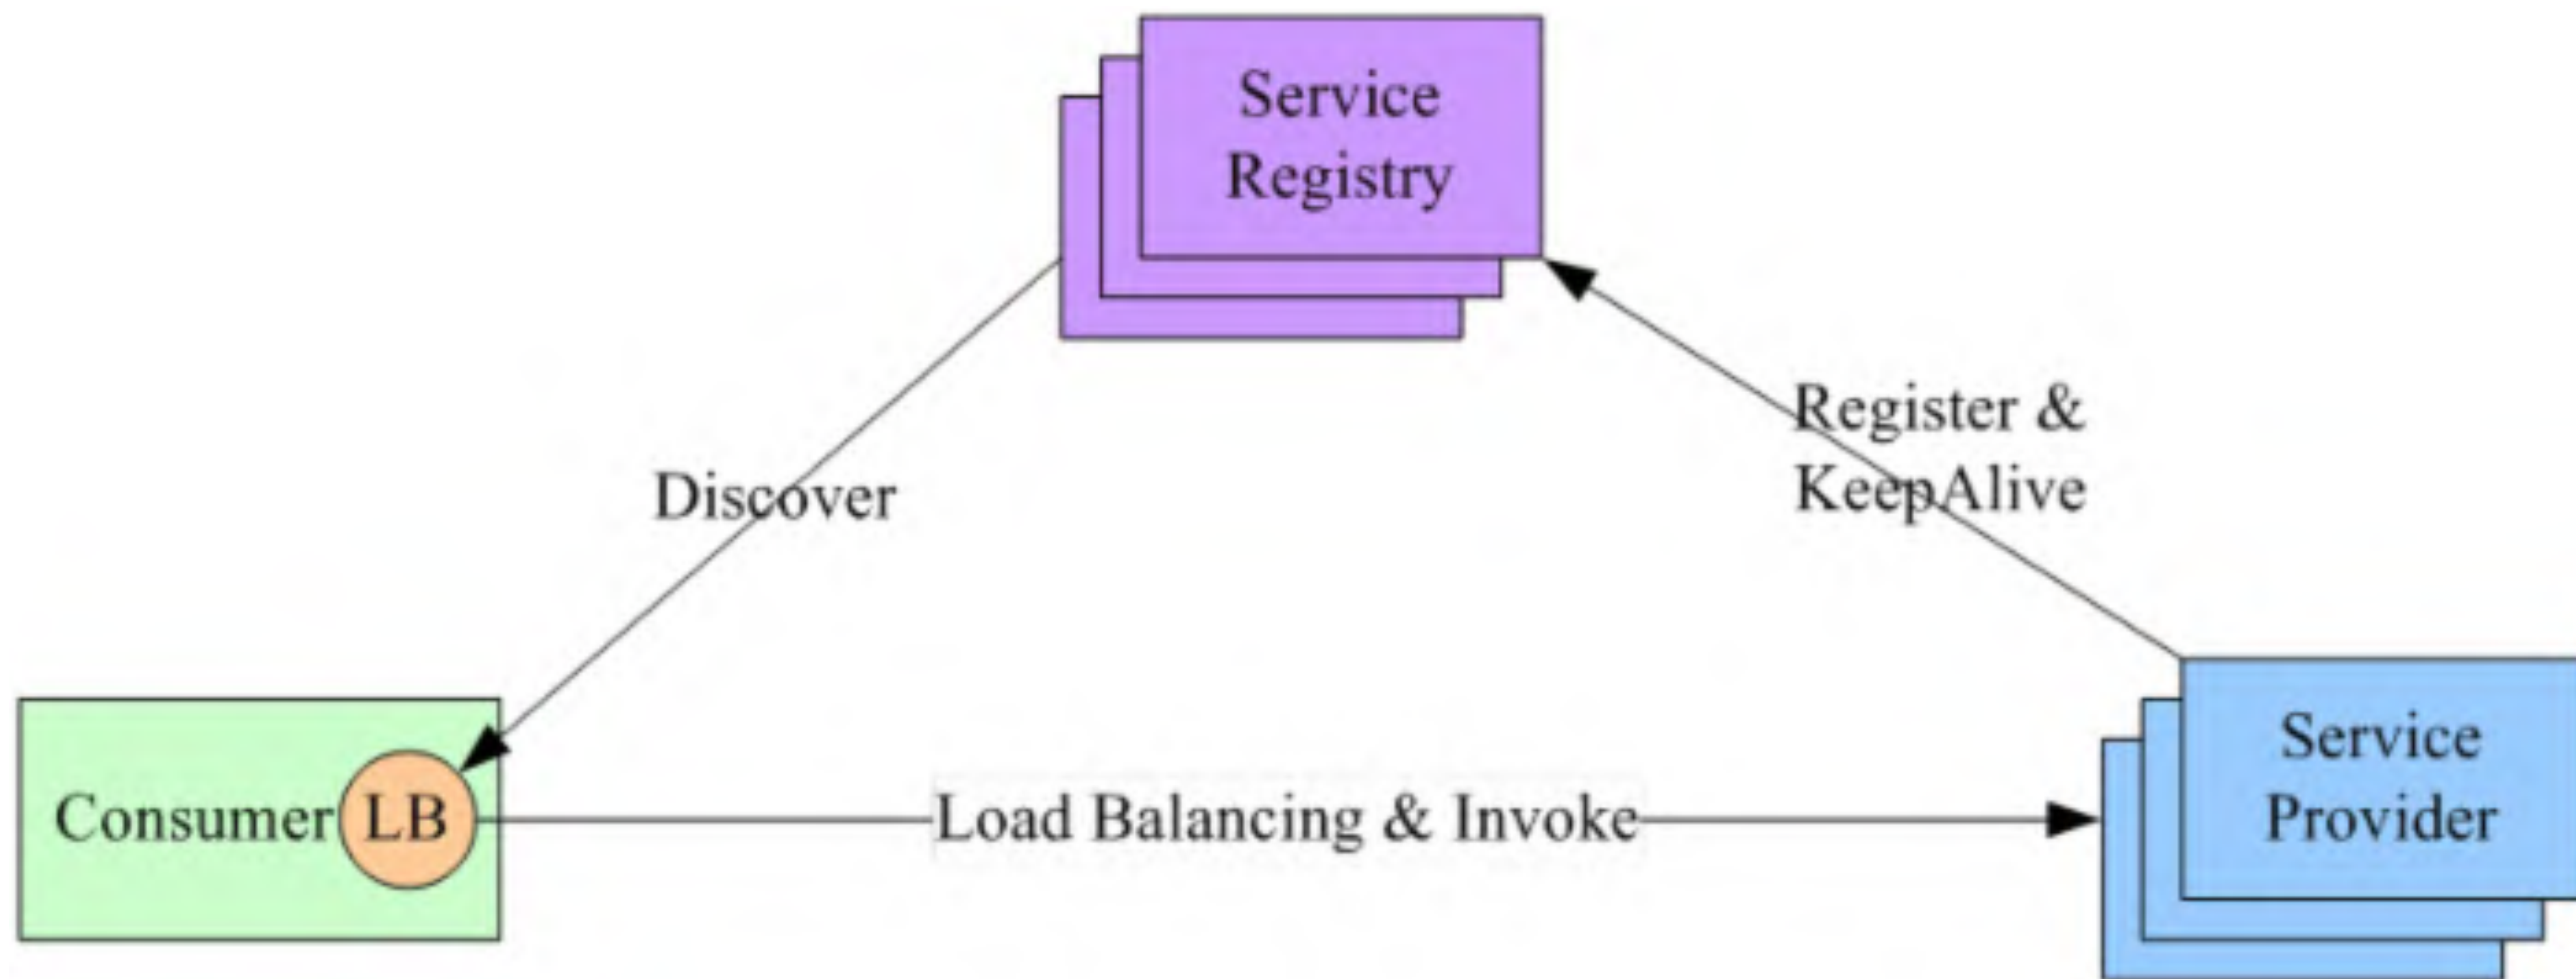 Service
Registry
Discover
Register &
KeepAlive
Consumer
LB
Load Balancing & Invoke
Service
Provider